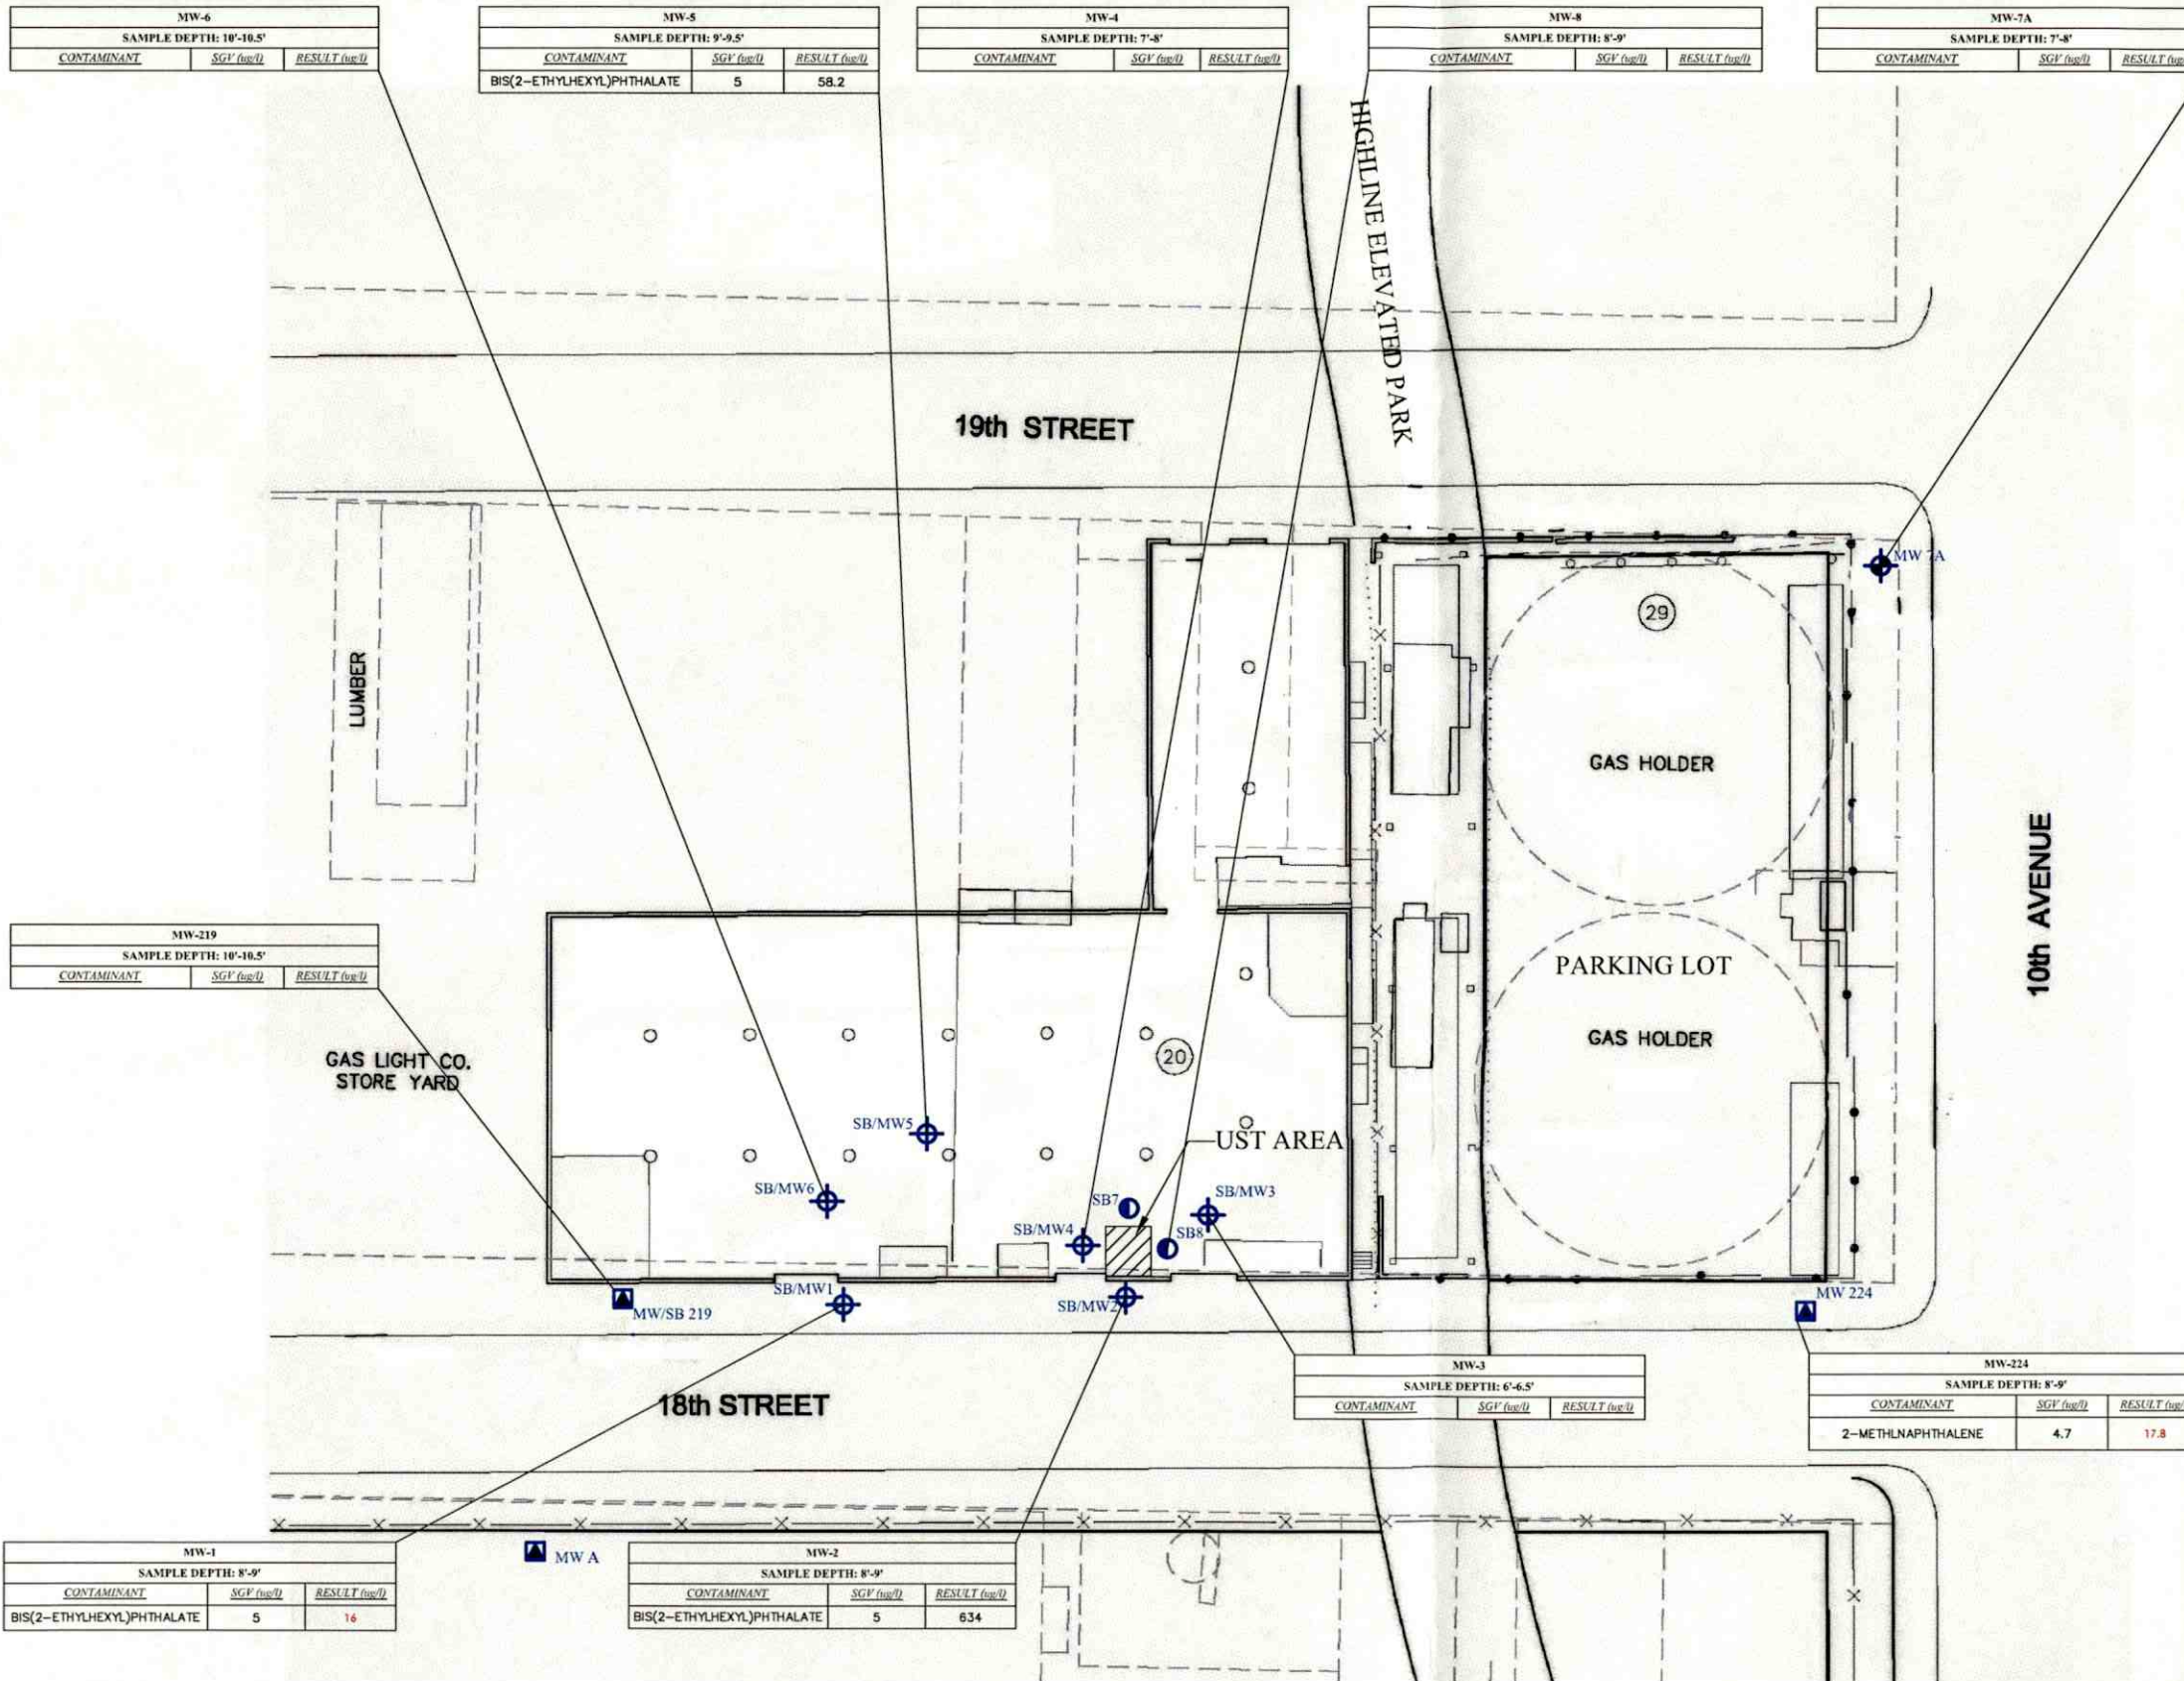 MW-6
SAMPLE DEPTH: 10'-10.5'
CONTAMINANT SGV (ug/l) RESULT (ug/l)
MW-5
SAMPLE DEPTH: 9'-9.5'
CONTAMINANT SGV (ug/l) RESULT (ug/l)
BIS(2-ETHYLHEXYL)PHTHALATE 5 58.2
MW-4
SAMPLE DEPTH: 7'-8'
CONTAMINANT SGV (ug/l) RESULT (ug/l)
MW-8
SAMPLE DEPTH: 8'-9'
CONTAMINANT SGV (ug/l) RESULT (ug/l)
MW-7A
SAMPLE DEPTH: 7'-8'
CONTAMINANT SGV (ug/l) RESULT (ug/
HIGHLINE ELEVATED PARK
19th STREET
MW 7A
29
LUMBER
GAS HOLDER
10th AVENUE
MW-219
SAMPLE DEPTH: 10'-10.5'
CONTAMINANT SGV (ug/l) RESULT (ug/l)
PARKING LOT
GAS HOLDER
GAS LIGHT CO.
STORE YARD
20
SB/MW5
UST AREA
SB/MW6
SB7
SB/MW3
SB/MW4
SB8
SB/MW1
MW/SB 219
SB/MW2
MW 224
18th STREET
MW-3
SAMPLE DEPTH: 6'-6.5'
CONTAMINANT SGV (ug/l) RESULT (ug/l)
MW-224
SAMPLE DEPTH: 8'-9'
CONTAMINANT SGV (ug/l) RESULT (ug/
2-METHLNAPHTHALENE 4.7 17.8
MW A
MW-1
SAMPLE DEPTH: 8'-9'
CONTAMINANT SGV (ug/l) RESULT (ug/l)
BIS(2-ETHYLHEXYL)PHTHALATE 5 16
MW-2
SAMPLE DEPTH: 8'-9'
CONTAMINANT SGV (ug/l) RESULT (ug/l)
BIS(2-ETHYLHEXYL)PHTHALATE 5 634